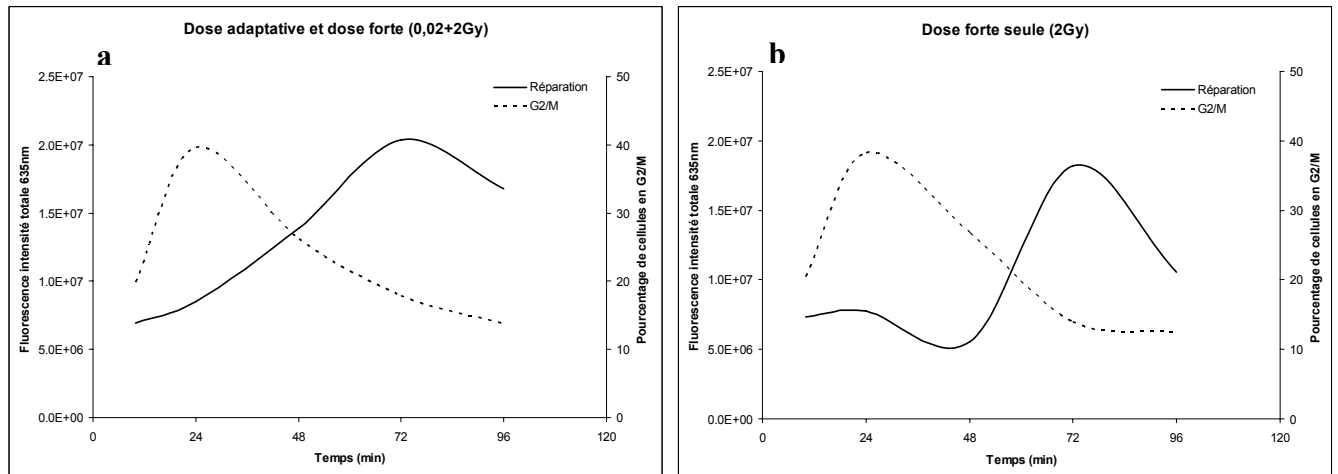 Dose adaptative et dose forte (0,02+2Gy)
a
Fluorescence intensité totale 635nm
2.5E+07
2.0E+07
1.5E+07
1.0E+07
5.0E+06
0.0E+00
Réparation
G2/M
50
40
30
20
10
0
Pourcentage de cellules en G2/M
0 24 48 72 96 120
Temps (min)
Dose forte seule (2Gy)
b
Fluorescence intensité totale 635nm
2.5E+07
2.0E+07
1.5E+07
1.0E+07
5.0E+06
0.0E+00
Réparation
G2/M
50
40
30
20
10
0
Pourcentage de cellules en G2/M
0 24 48 72 96 120
Temps (min)